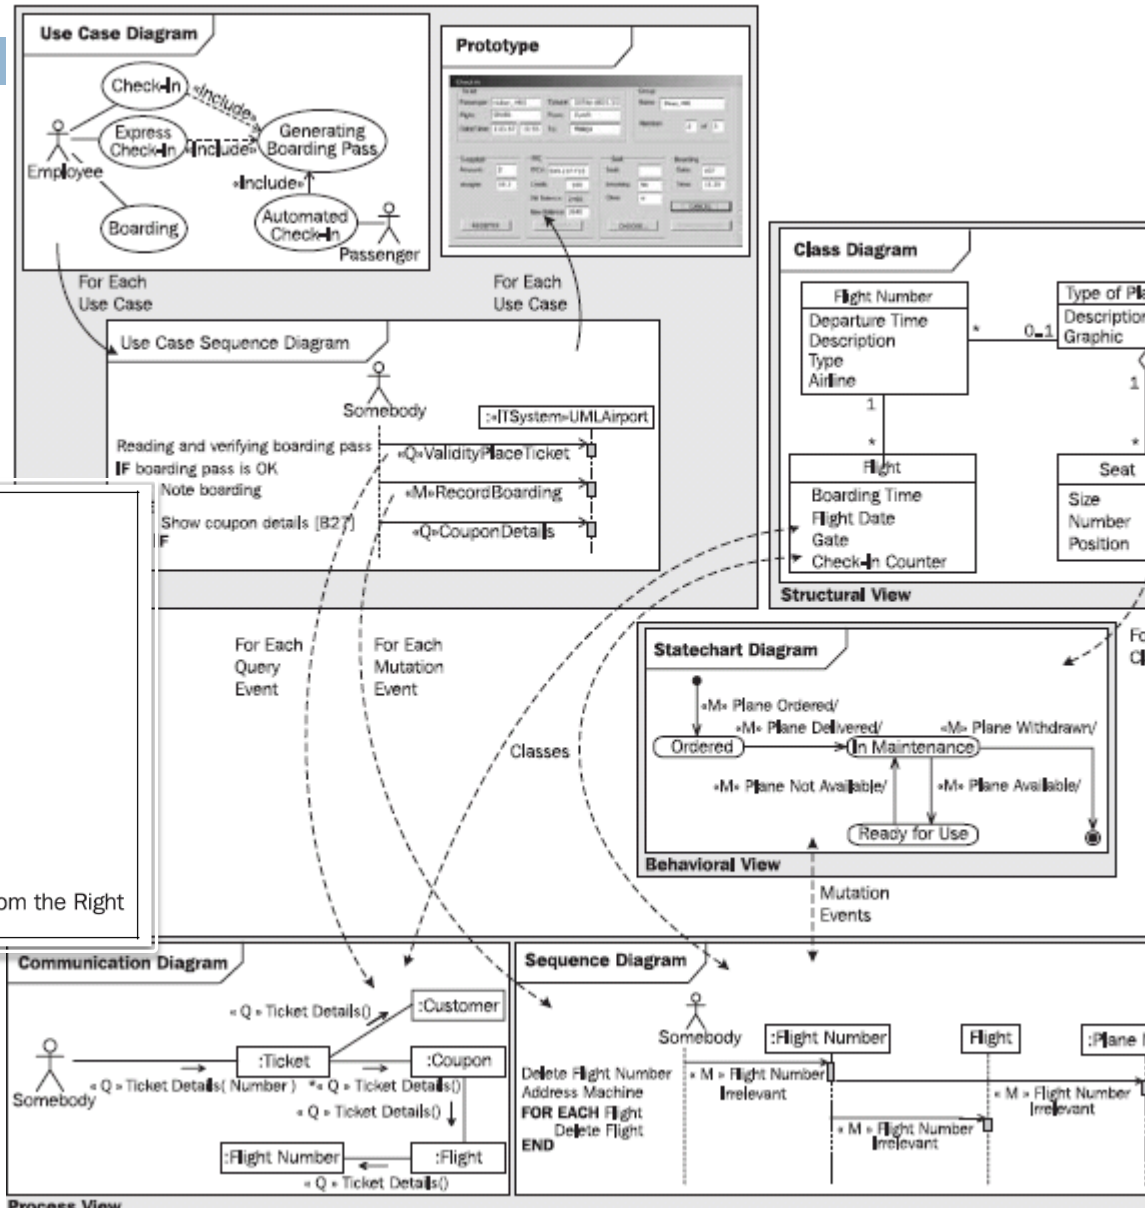 Use Case Diagram
Check-In
«Include»
Express
Check-In
«Include»
Generating
Boarding Pass
Employee
«Include»
Automated
Check-In
Boarding
Passenger
For Each
Use Case
Prototype
For Each
Use Case
Use Case Sequence Diagram
Somebody
:«ITSystem»UMLAirport
Reading and verifying boarding pass
«Q»ValidityPlaceTicket
IF boarding pass is OK
Note boarding
«M»RecordBoarding
Show coupon details [B27]
«Q»CouponDetails
F
Class Diagram
Flight Number
Departure Time
Description
Type
Airline
*
0..1
Type of Pla
Description
Graphic
1
*
1
*
Flight
Boarding Time
Flight Date
Gate
Check-In Counter
Seat
Size
Number
Position
Structural View
For Each
Query
Event
For Each
Mutation
Event
Classes
Statechart Diagram
«M» Plane Ordered/
«M» Plane Delivered/
«M» Plane Withdrawn/
Ordered
In Maintenance
«M» Plane Not Available/
«M» Plane Available/
Ready for Use
Behavioral View
Fo
Cl
Mutation
Events
om the Right
Communication Diagram
« Q » Ticket Details()
:Customer
:Ticket
:Coupon
Somebody
« Q » Ticket Details( Number )
*« Q » Ticket Details()
« Q » Ticket Details()
:Flight Number
:Flight
« Q » Ticket Details()
Sequence Diagram
Somebody
:Flight Number
Flight
:Plane
Delete Flight Number
Address Machine
FOR EACH Flight
Delete Flight
END
« M » Flight Number
Irrelevant
« M » Flight Number
Irrelevant
« M » Flight Number
Irrelevant
Process View